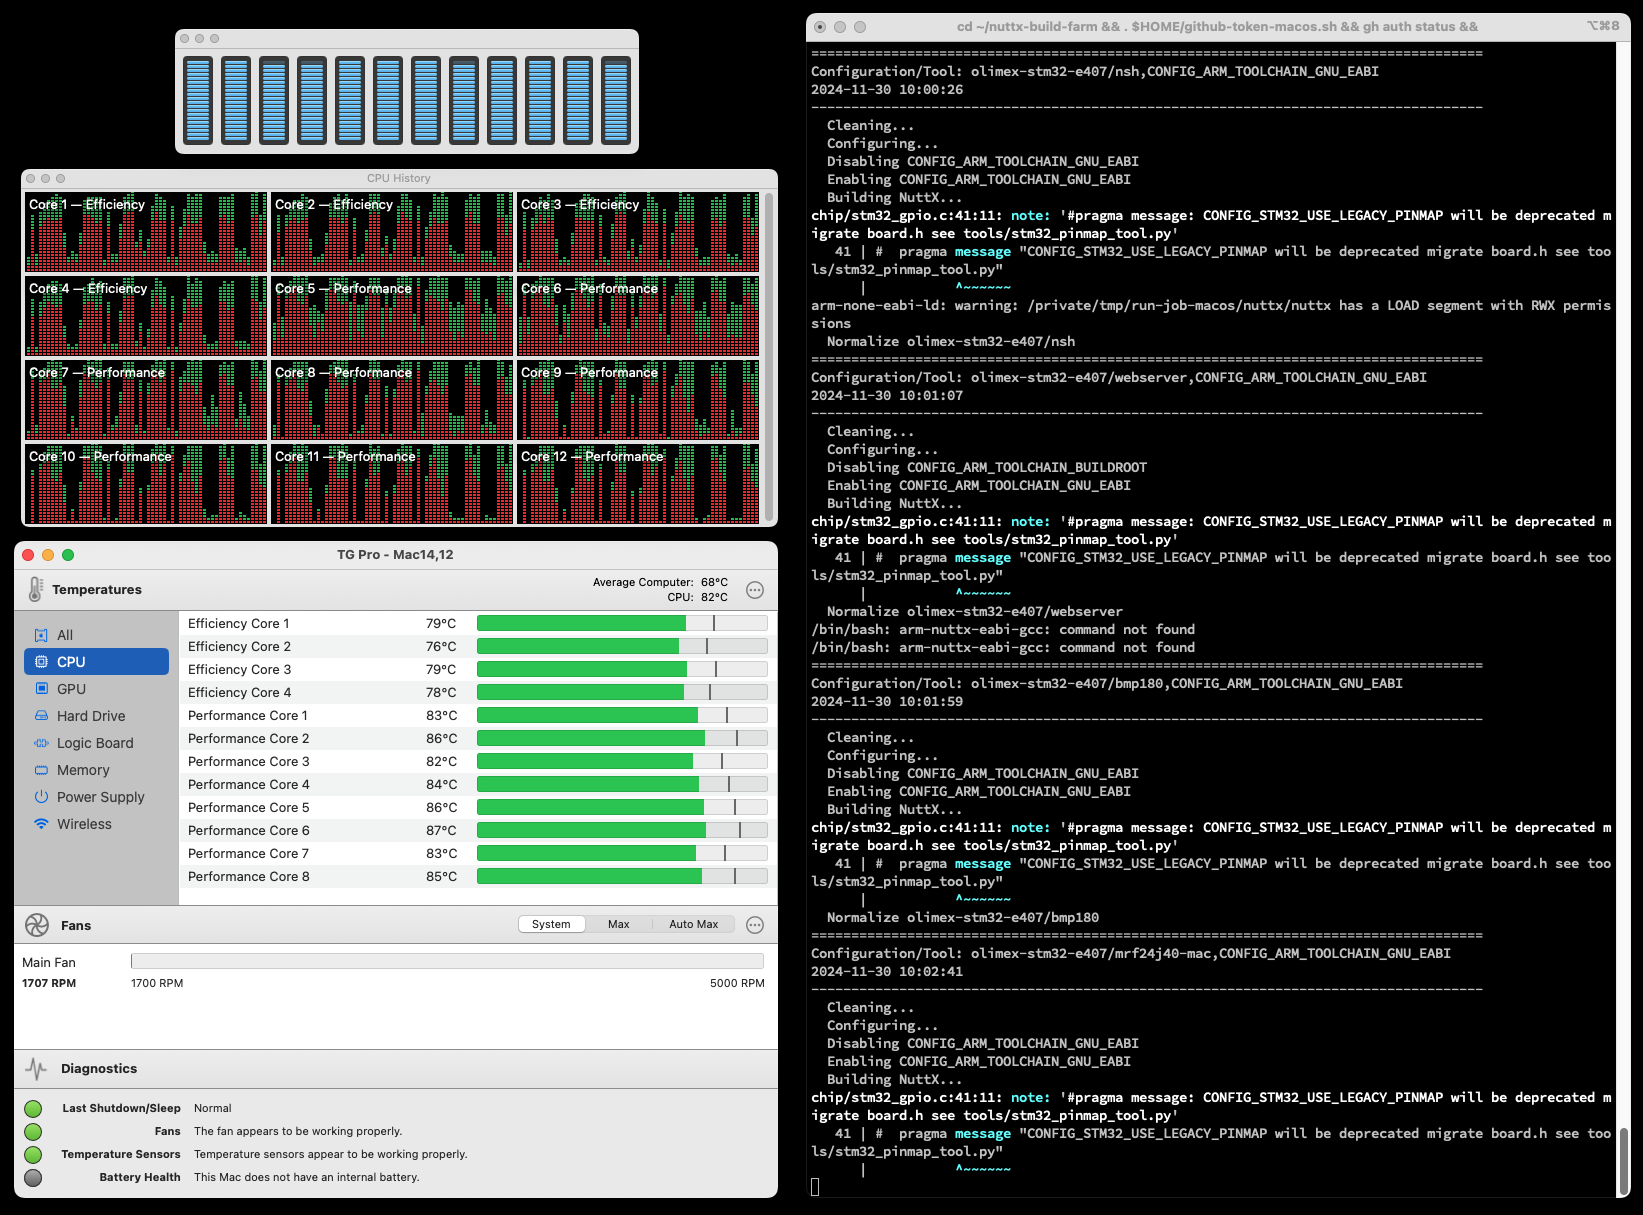 CPU History
Core 1 — Efficiency
Core 2 — Efficiency
Core 3 — Efficiency
Core 4 — Efficiency
Core 5 — Performance
Core 6 — Performance
Core 7 — Performance
Core 8 — Performance
Core 9 — Performance
Core 10 — Performance
Core 11 — Performance
Core 12 — Performance
TG Pro - Mac14,12
Temperatures
Average Computer: 68°C
CPU: 82°C
All
CPU
GPU
Hard Drive
Logic Board
Memory
Power Supply
Wireless
Efficiency Core 1 79°C
Efficiency Core 2 76°C
Efficiency Core 3 79°C
Efficiency Core 4 78°C
Performance Core 1 83°C
Performance Core 2 86°C
Performance Core 3 82°C
Performance Core 4 84°C
Performance Core 5 86°C
Performance Core 6 87°C
Performance Core 7 83°C
Performance Core 8 85°C
Fans
System Max Auto Max
Main Fan
1707 RPM 1700 RPM 5000 RPM
Diagnostics
Last Shutdown/Sleep Normal
Fans The fan appears to be working properly.
Temperature Sensors Temperature sensors appear to be working properly.
Battery Health This Mac does not have an internal battery.
cd ~/nuttx-build-farm && . $HOME/github-token-macos.sh && gh auth status && ⌥⌘8
====================================================================================
Configuration/Tool: olimex-stm32-e407/nsh,CONFIG_ARM_TOOLCHAIN_GNU_EABI
2024-11-30 10:00:26
------------------------------------------------------------------------------------
Cleaning...
Configuring...
Disabling CONFIG_ARM_TOOLCHAIN_GNU_EABI
Enabling CONFIG_ARM_TOOLCHAIN_GNU_EABI
Building NuttX...
chip/stm32_gpio.c:41:11: note: '#pragma message: CONFIG_STM32_USE_LEGACY_PINMAP will be deprecated m
igrate board.h see tools/stm32_pinmap_tool.py'
41 | #  pragma message "CONFIG_STM32_USE_LEGACY_PINMAP will be deprecated migrate board.h see too
ls/stm32_pinmap_tool.py"
| ^~~~~~~
arm-none-eabi-ld: warning: /private/tmp/run-job-macos/nuttx/nuttx has a LOAD segment with RWX permis
sions
Normalize olimex-stm32-e407/nsh
====================================================================================
Configuration/Tool: olimex-stm32-e407/webserver,CONFIG_ARM_TOOLCHAIN_GNU_EABI
2024-11-30 10:01:07
------------------------------------------------------------------------------------
Cleaning...
Configuring...
Disabling CONFIG_ARM_TOOLCHAIN_BUILDROOT
Enabling CONFIG_ARM_TOOLCHAIN_GNU_EABI
Building NuttX...
chip/stm32_gpio.c:41:11: note: '#pragma message: CONFIG_STM32_USE_LEGACY_PINMAP will be deprecated m
igrate board.h see tools/stm32_pinmap_tool.py'
41 | #  pragma message "CONFIG_STM32_USE_LEGACY_PINMAP will be deprecated migrate board.h see too
ls/stm32_pinmap_tool.py"
| ^~~~~~~
Normalize olimex-stm32-e407/webserver
/bin/bash: arm-nuttx-eabi-gcc: command not found
/bin/bash: arm-nuttx-eabi-gcc: command not found
====================================================================================
Configuration/Tool: olimex-stm32-e407/bmp180,CONFIG_ARM_TOOLCHAIN_GNU_EABI
2024-11-30 10:01:59
------------------------------------------------------------------------------------
Cleaning...
Configuring...
Disabling CONFIG_ARM_TOOLCHAIN_GNU_EABI
Enabling CONFIG_ARM_TOOLCHAIN_GNU_EABI
Building NuttX...
chip/stm32_gpio.c:41:11: note: '#pragma message: CONFIG_STM32_USE_LEGACY_PINMAP will be deprecated m
igrate board.h see tools/stm32_pinmap_tool.py'
41 | #  pragma message "CONFIG_STM32_USE_LEGACY_PINMAP will be deprecated migrate board.h see too
ls/stm32_pinmap_tool.py"
| ^~~~~~~
Normalize olimex-stm32-e407/bmp180
====================================================================================
Configuration/Tool: olimex-stm32-e407/mrf24j40-mac,CONFIG_ARM_TOOLCHAIN_GNU_EABI
2024-11-30 10:02:41
------------------------------------------------------------------------------------
Cleaning...
Configuring...
Disabling CONFIG_ARM_TOOLCHAIN_GNU_EABI
Enabling CONFIG_ARM_TOOLCHAIN_GNU_EABI
Building NuttX...
chip/stm32_gpio.c:41:11: note: '#pragma message: CONFIG_STM32_USE_LEGACY_PINMAP will be deprecated m
igrate board.h see tools/stm32_pinmap_tool.py'
41 | #  pragma message "CONFIG_STM32_USE_LEGACY_PINMAP will be deprecated migrate board.h see too
ls/stm32_pinmap_tool.py"
| ^~~~~~~